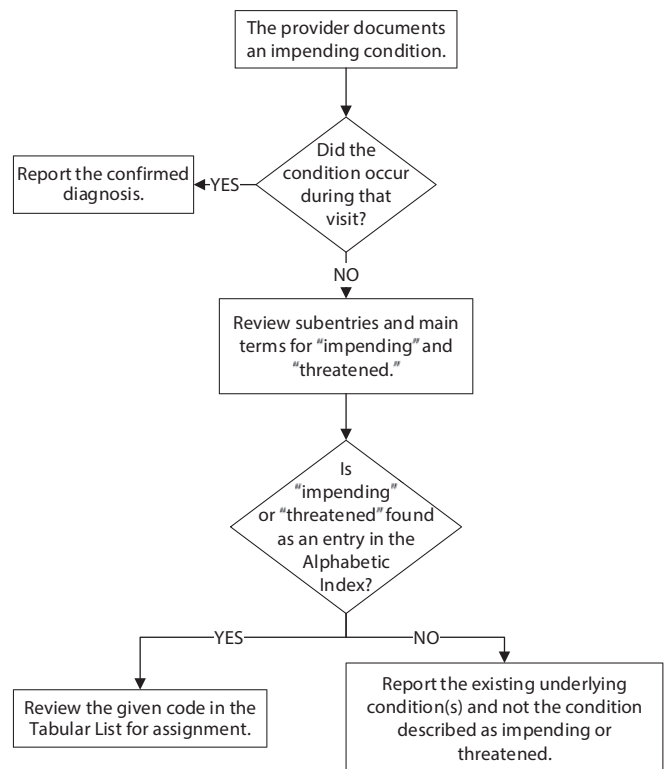 The provider documents
an impending condition.
Did the
condition occur
during that
visit?
YES
Report the confirmed
diagnosis.
NO
Review subentries and main
terms for “impending” and
“threatened.”
Is
“impending”
or “threatened” found
as an entry in the
Alphabetic
Index?
YES
NO
Review the given code in the
Tabular List for assignment.
Report the existing underlying
condition(s) and not the condition
described as impending or
threatened.